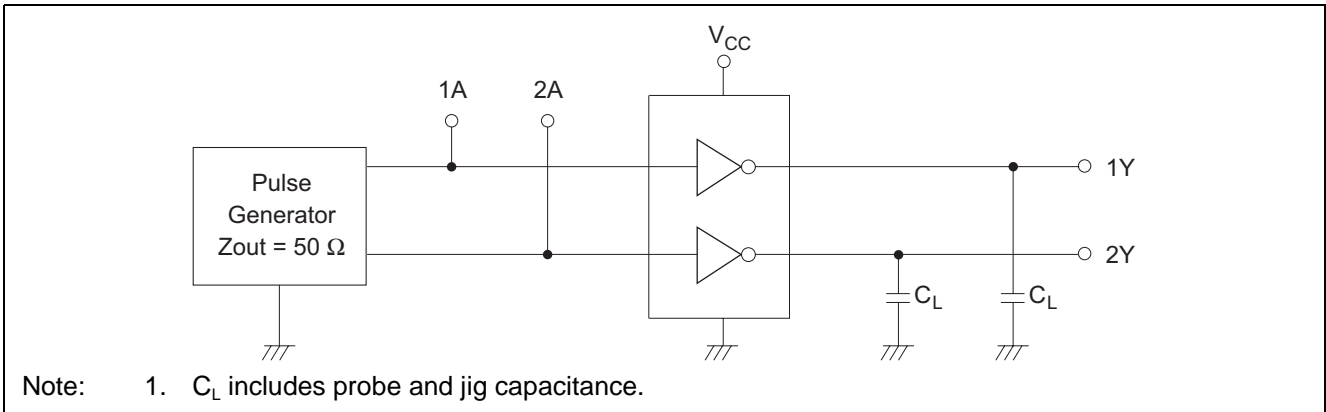 V_CC
1A 2A
Pulse
Generator
Zout = 50 Ω
1Y
2Y
C_L C_L
Note: 1. C_L includes probe and jig capacitance.